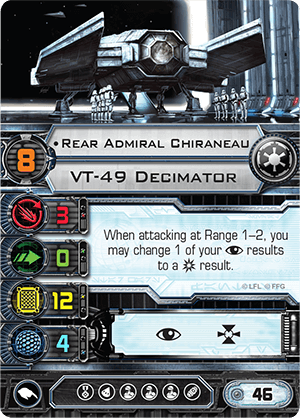 •Rear Admiral Chiraneau
8
VT-49 Decimator
3
When attacking at Range 1–2, you
may change 1 of your results
to a result.
0
©LFL ©FFG
12
4
46